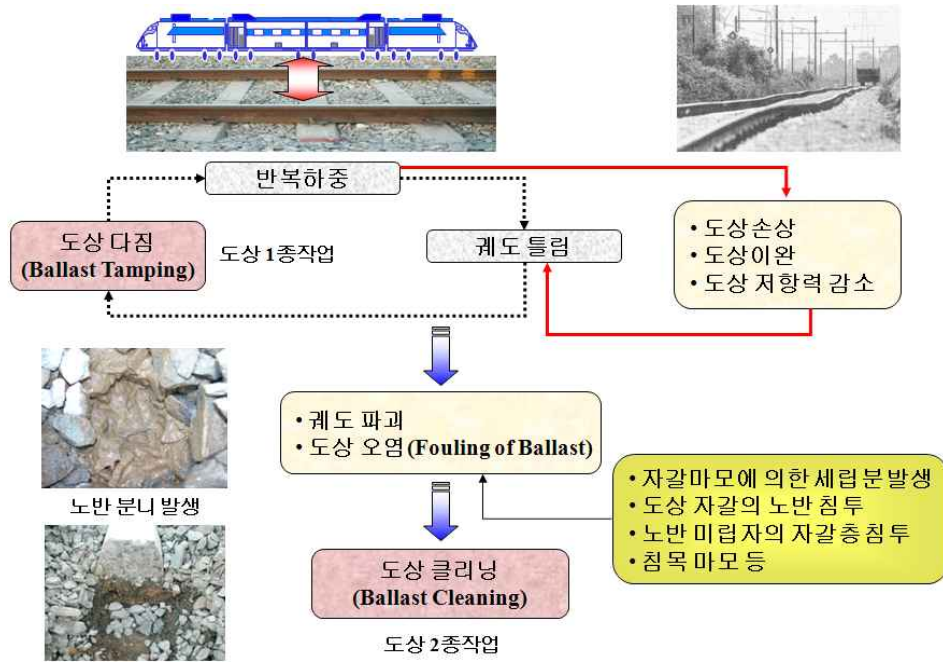 반복하중
도상 다짐
(Ballast Tamping)
도상 1종작업
궤도 틀림
• 도상손상
• 도상이완
• 도상 저항력 감소
• 궤도 파괴
• 도상 오염 (Fouling of Ballast)
노반 분니 발생
• 자갈마모에 의한 세립분발생
• 도상 자갈의 노반 침투
• 노반 미립자의 자갈층 침투
• 침목 마모 등
도상 클리닝
(Ballast Cleaning)
도상 2종작업